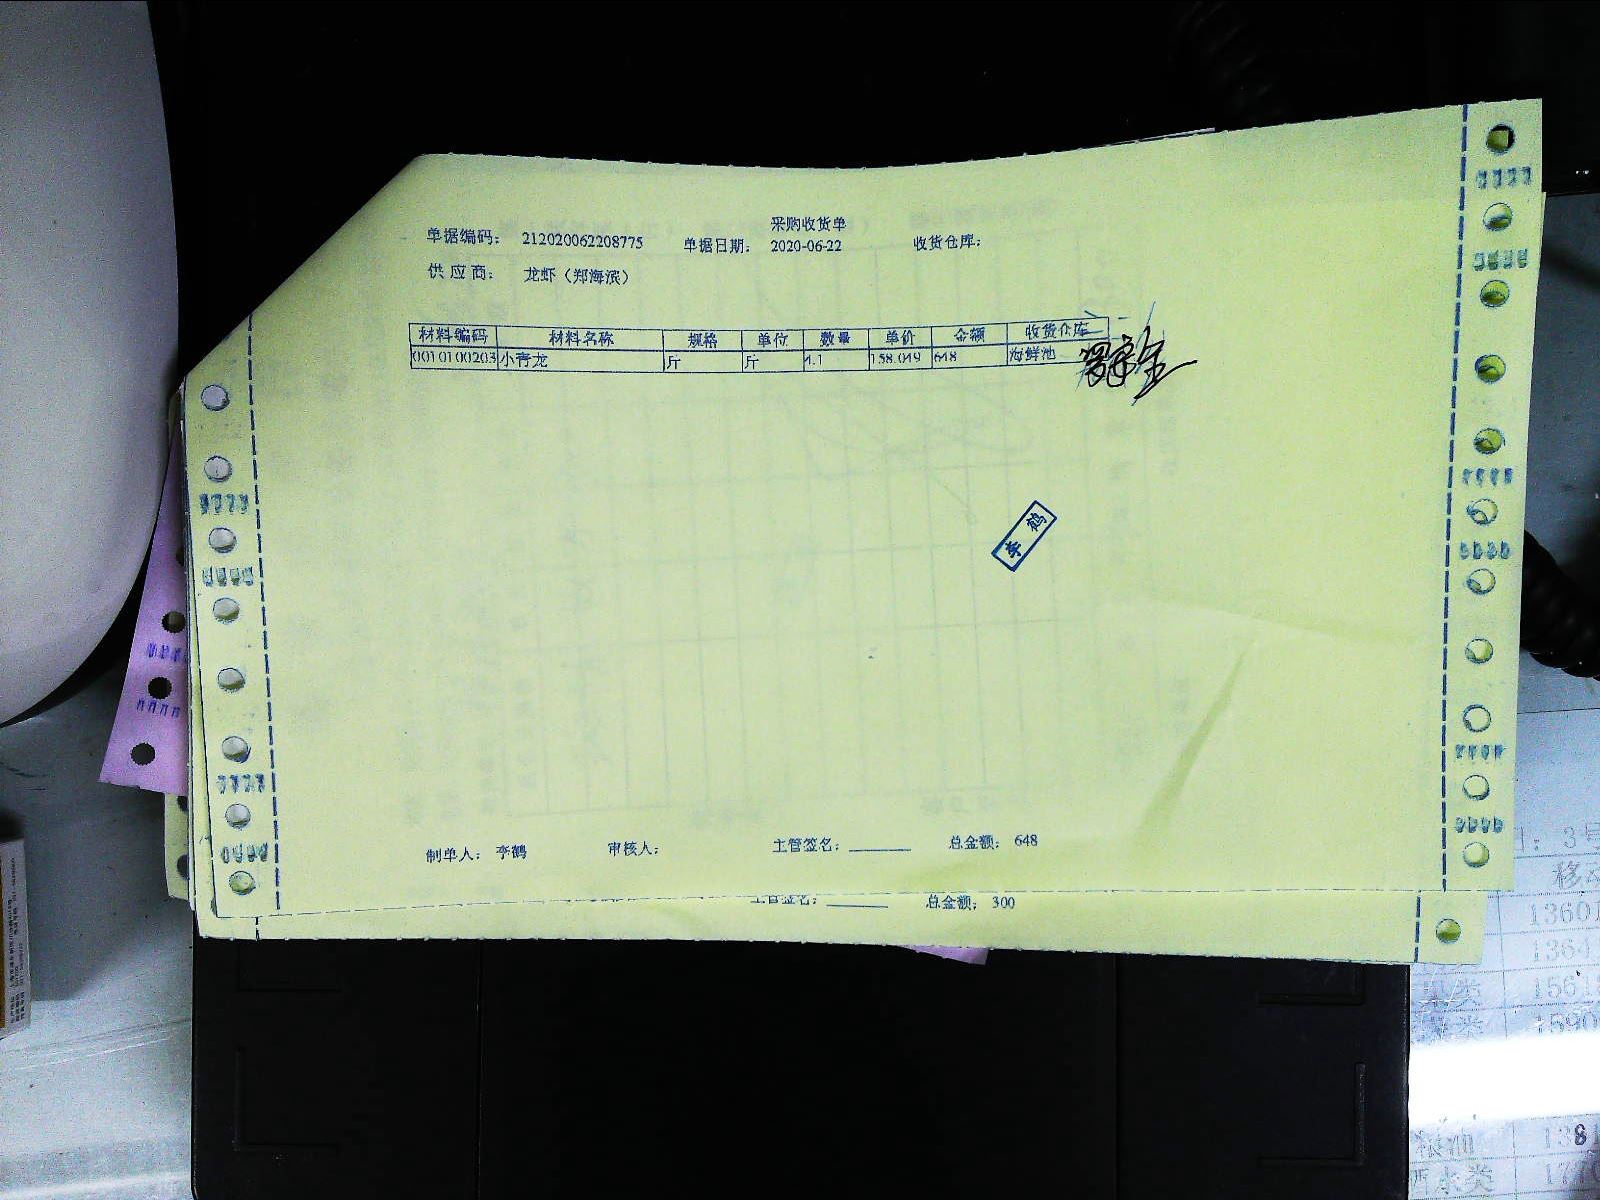 采购收货单
单据编码： 212020062208775 单据日期： 2020-06-22 收货仓库：
供应商： 龙虾（郑海滨）
材料编码 材料名称 规格 单位 数量 单价 金额 收货仓库
0010100203 小青龙 斤 斤 4.1 158.049 648 海鲜池
李鹤
制单人： 李鹤 审核人： 主管签名： 总金额： 648
主管签名： 总金额： 300